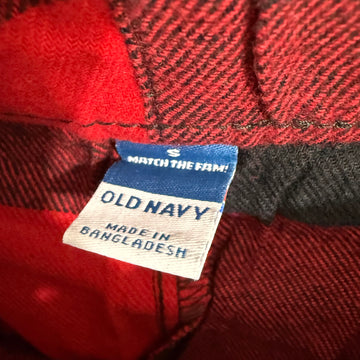 S
MATCH THE FAM!
OLD NAVY
MADE IN
BANGLADESH